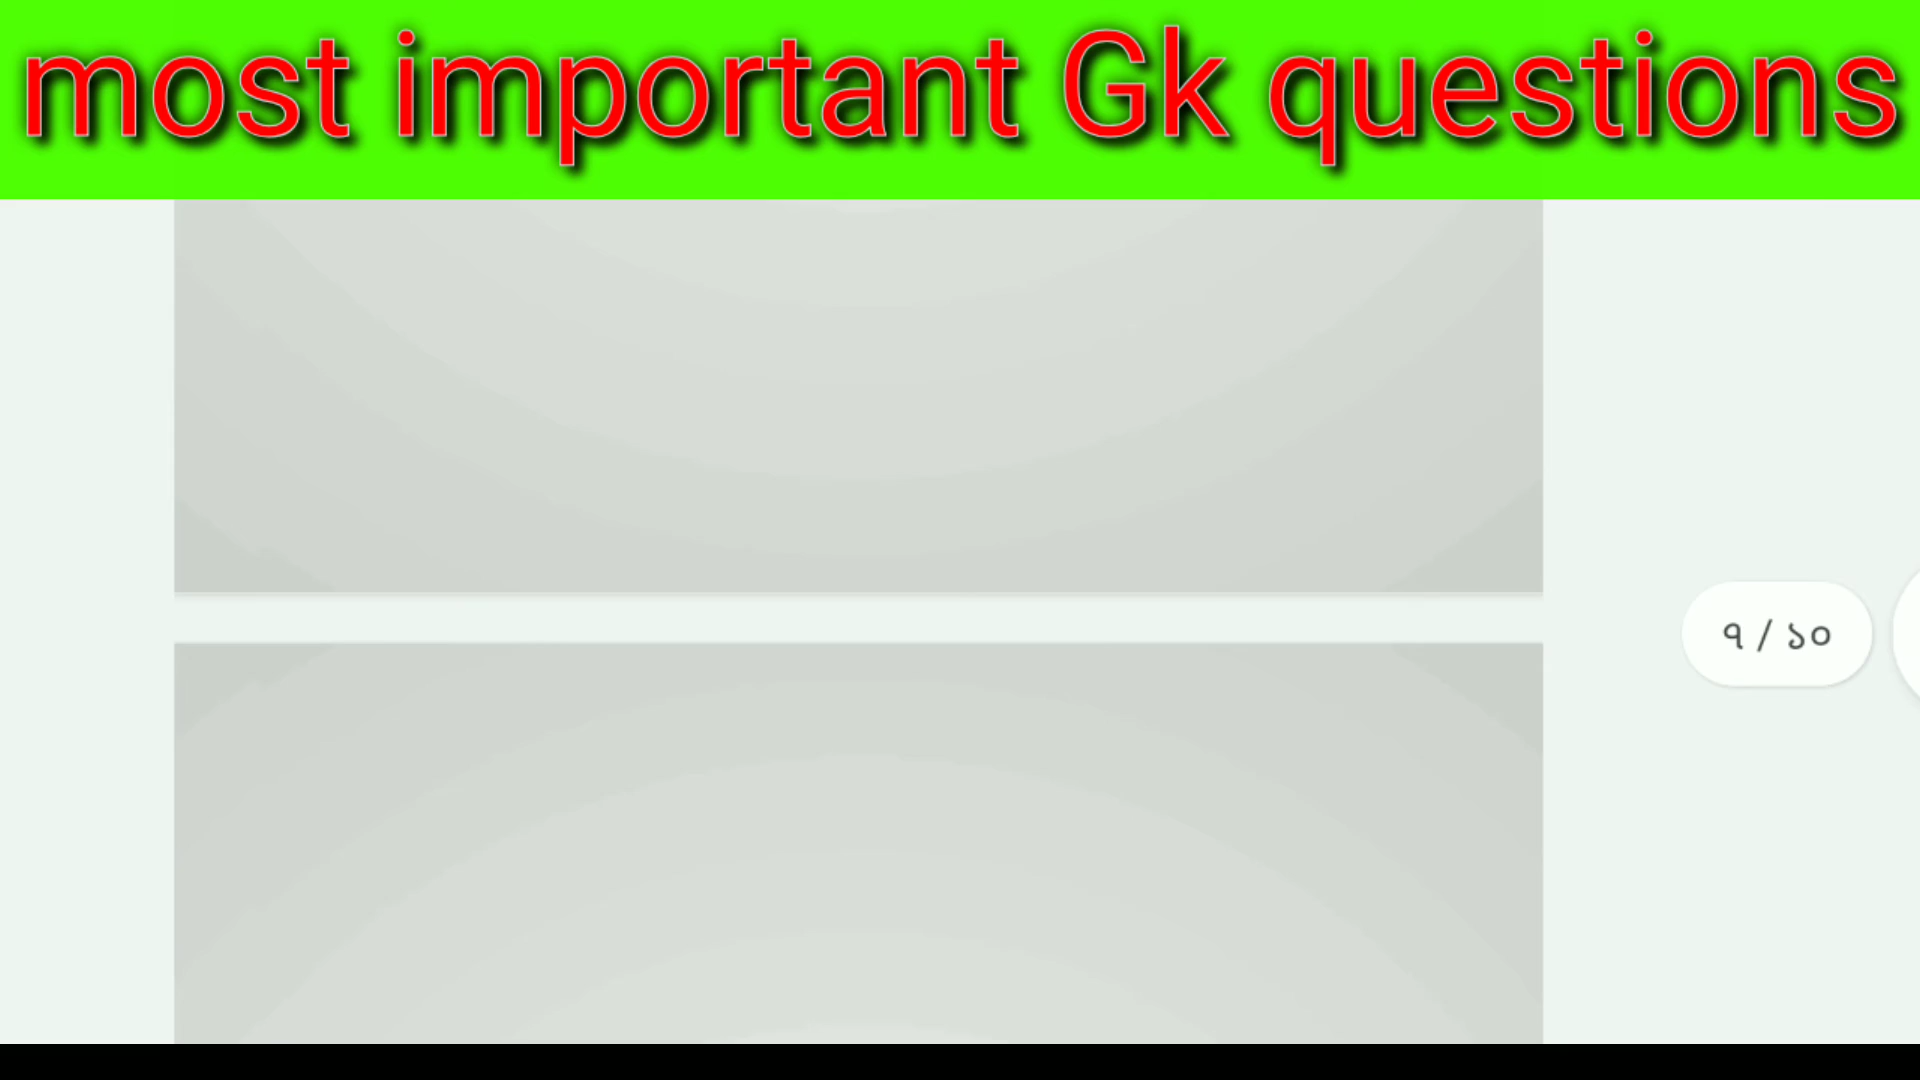 most important Gk questions
৭ / ১০